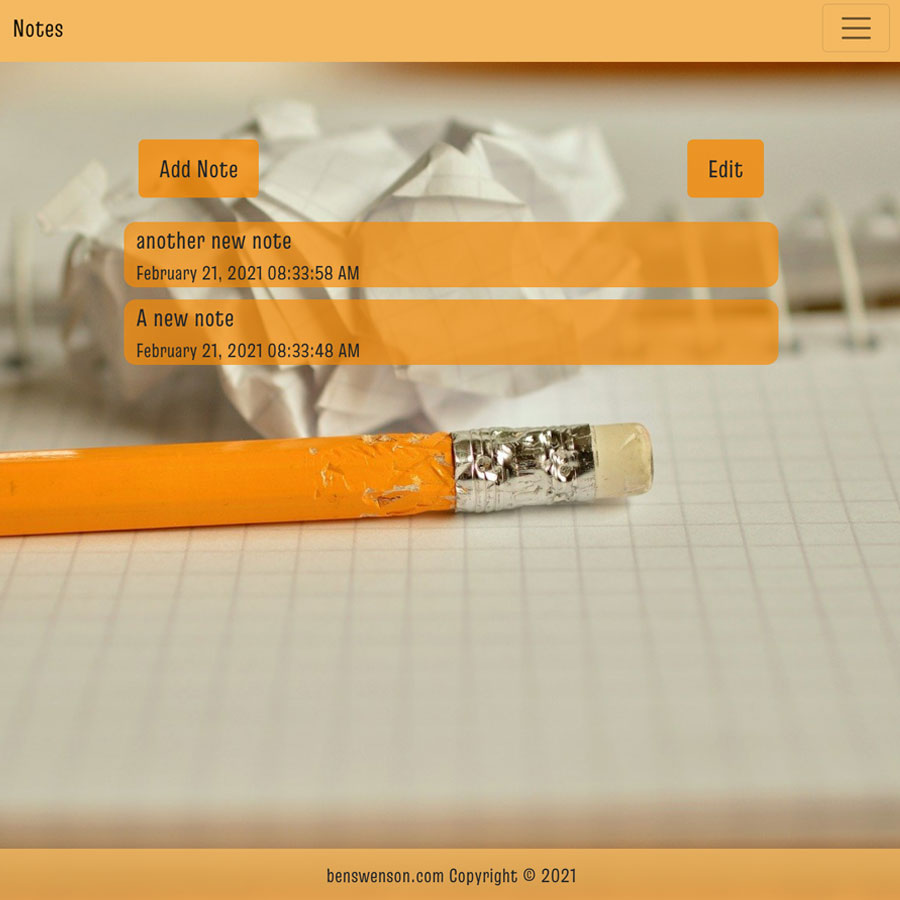 Notes
Add Note
Edit
another new note
February 21, 2021 08:33:58 AM
A new note
February 21, 2021 08:33:48 AM
benswenson.com Copyright © 2021